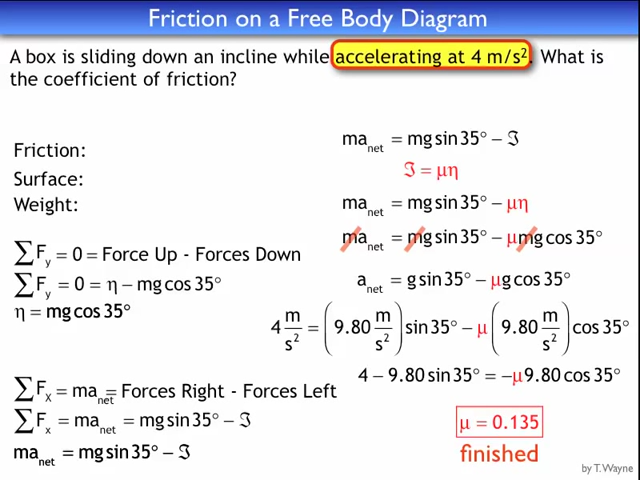 Friction on a Free Body Diagram
A box is sliding down an incline while accelerating at 4 m/s². What is
the coefficient of friction?
Friction:
Surface:
Weight:
∑F_y = 0 = Force Up - Forces Down
∑F_y = 0 = η − mg cos 35°
η = mg cos 35°
∑F_X = ma_net = Forces Right - Forces Left
∑F_x = ma_net = mg sin 35° − ℑ
ma_net = mg sin 35° − ℑ
ma_net = mg sin 35° − ℑ
ℑ = μη
ma_net = mg sin 35° − μη
ma_net = mg sin 35° − μmg cos 35°
a_net = g sin 35° − μg cos 35°
4 m/s² = (9.80 m/s²) sin 35° − μ (9.80 m/s²) cos 35°
4 − 9.80 sin 35° = −μ9.80 cos 35°
μ = 0.135
finished
by T. Wayne